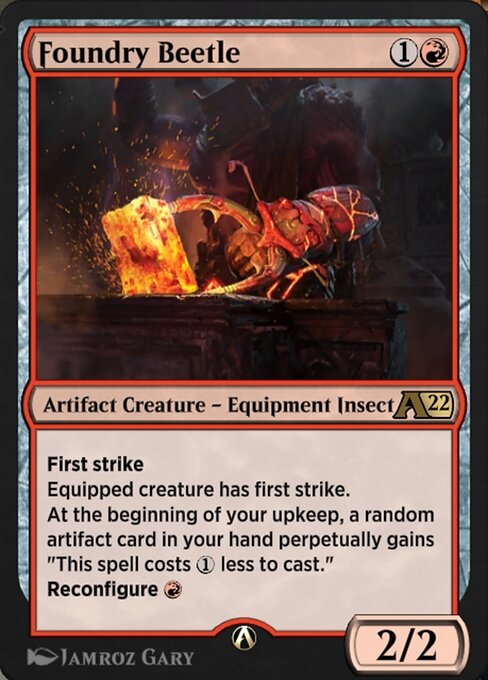 Foundry Beetle 1
Artifact Creature – Equipment Insect A22
First strike
Equipped creature has first strike.
At the beginning of your upkeep, a random
artifact card in your hand perpetually gains
"This spell costs 1 less to cast."
Reconfigure
2/2
Jamroz Gary